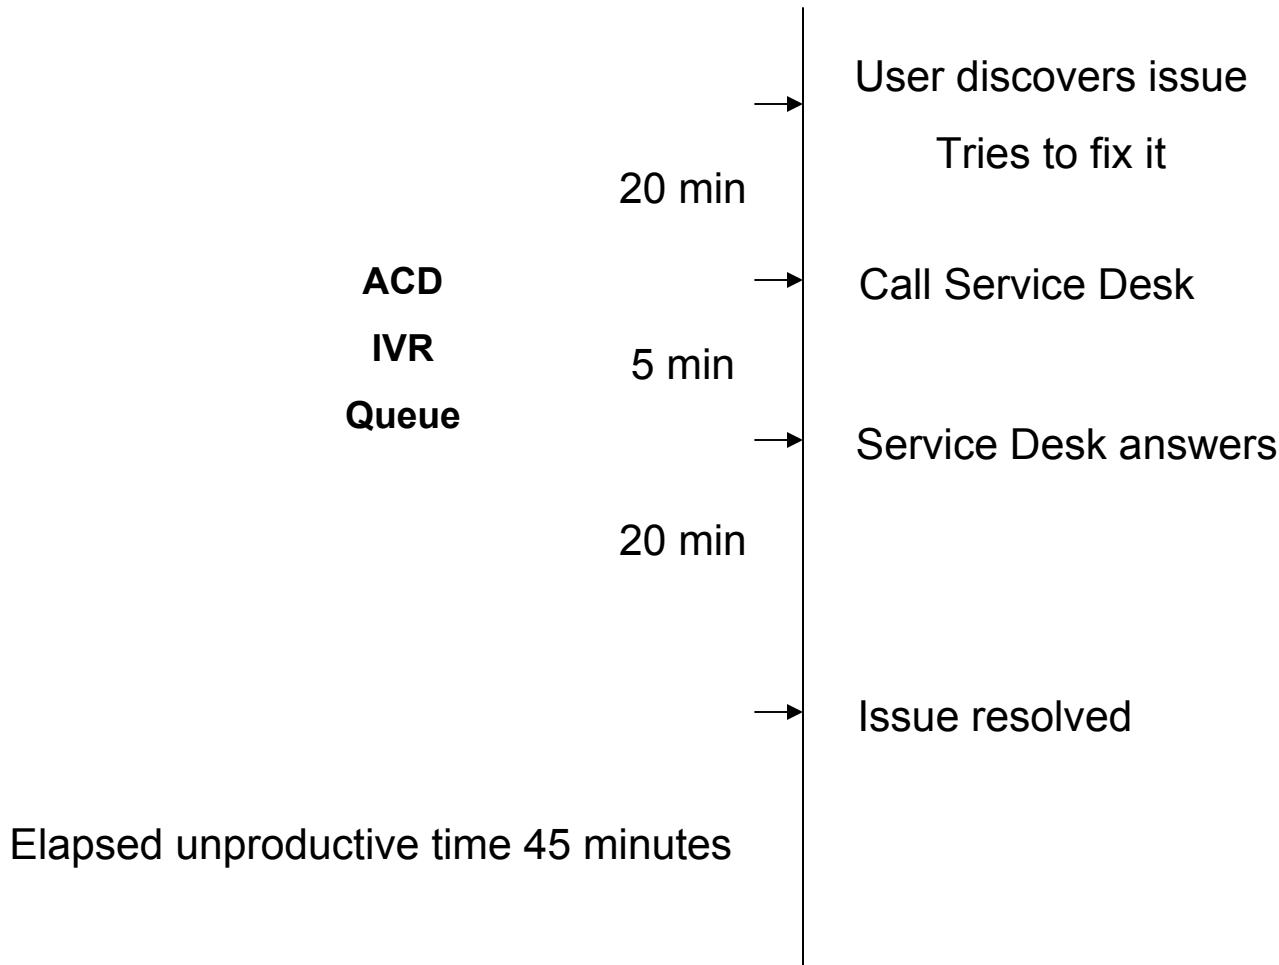 User discovers issue
Tries to fix it
20 min
ACD
Call Service Desk
IVR
5 min
Queue
Service Desk answers
20 min
Issue resolved
Elapsed unproductive time 45 minutes